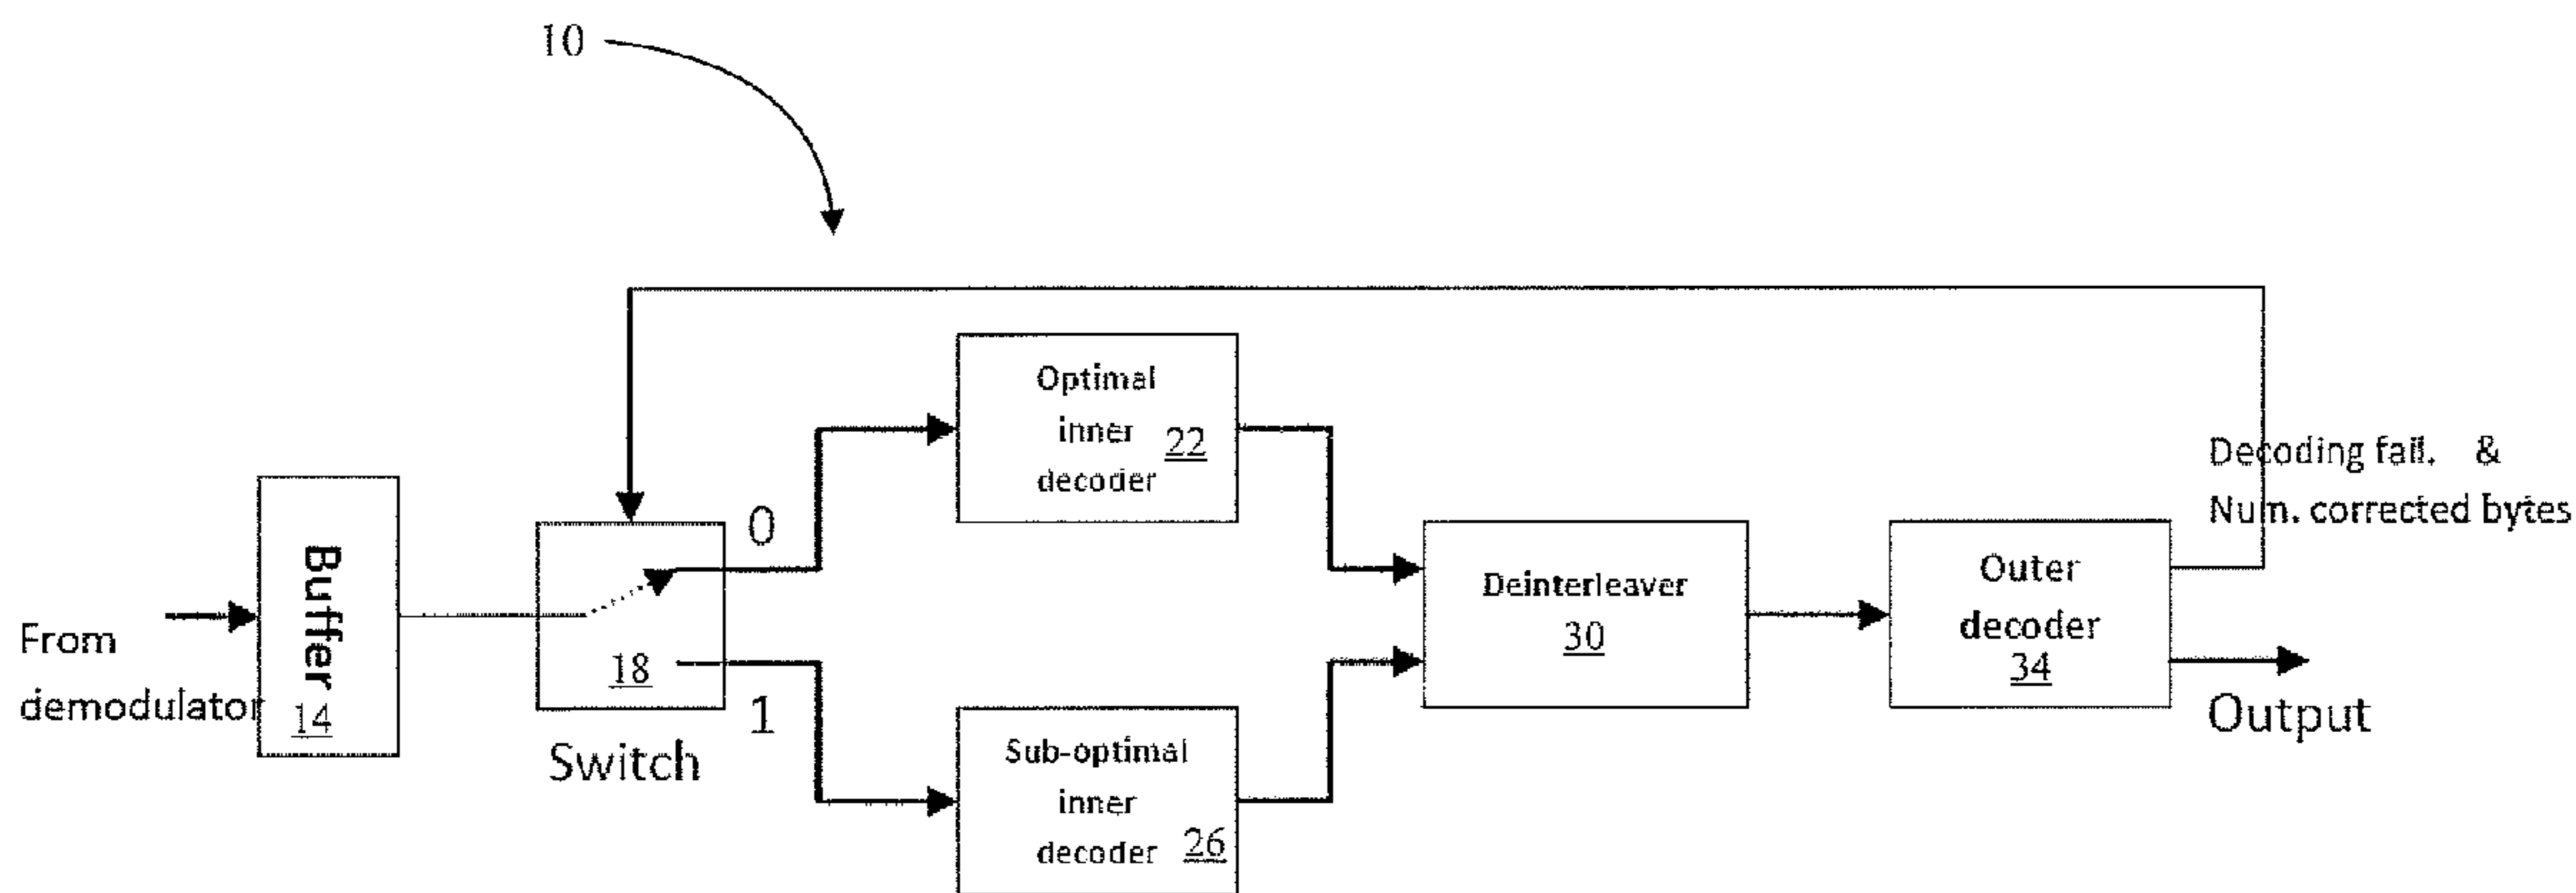 10
Optimal
inner 22
decoder
Decoding fail. &
Num. corrected bytes
0
Buffer
14
From
demodulator
18
1
Switch
Deinterleaver
30
Outer
decoder
34
Output
Sub-optimal
inner
decoder 26